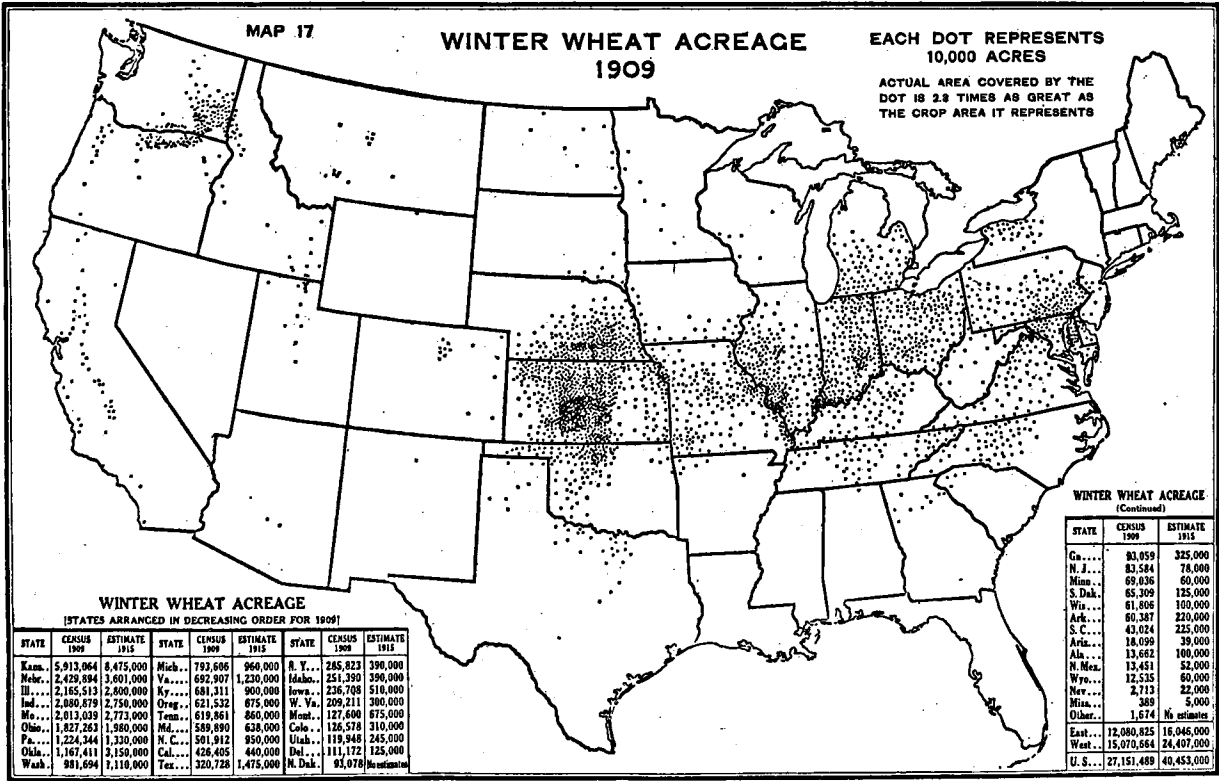 MAP 17
WINTER WHEAT ACREAGE
1909
EACH DOT REPRESENTS
10,000 ACRES
ACTUAL AREA COVERED BY THE
DOT IS 2.8 TIMES AS GREAT AS
THE CROP AREA IT REPRESENTS
WINTER WHEAT ACREAGE
[STATES ARRANGED IN DECREASING ORDER FOR 1909]
STATE CENSUS 1909 ESTIMATE 1915 STATE CENSUS 1909 ESTIMATE 1915 STATE CENSUS 1909 ESTIMATE 1915
Kans. 5,913,064 8,475,000 Mich.. 793,606 960,000 N. Y... 285,823 390,000
Nebr.. 2,429,894 3,601,000 Va.... 692,907 1,230,000 Idaho.. 251,390 390,000
Ill.... 2,165,513 2,800,000 Ky.... 681,311 900,000 Iowa.. 236,708 510,000
Ind... 2,080,879 2,750,000 Oreg.. 621,532 675,000 W. Va. 209,211 300,000
Mo... 2,013,039 2,773,000 Tenn.. 619,861 860,000 Mont.. 127,600 675,000
Ohio.. 1,827,263 1,980,000 Md.... 589,890 638,000 Colo.. 126,578 310,000
Pa.... 1,224,344 1,330,000 N. C... 501,912 950,000 Utah.. 119,948 245,000
Okla.. 1,167,411 3,150,000 Cal.... 426,405 440,000 Del... 111,172 125,000
Wash. 981,694 1,110,000 Tex... 320,728 1,475,000 N. Dak. 93,078 No estimates
WINTER WHEAT ACREAGE
(Continued)
STATE CENSUS 1909 ESTIMATE 1915
Ga.... 93,059 325,000
N. J... 83,584 78,000
Minn.. 69,036 60,000
S. Dak. 65,309 125,000
Wis... 61,806 100,000
Ark... 60,387 220,000
S. C... 43,024 225,000
Ariz... 18,099 39,000
Ala... 13,662 100,000
N. Mex. 13,451 52,000
Wyo... 12,535 60,000
Nev... 2,713 22,000
Miss.. 389 5,000
Other.. 1,674 No estimates
East... 12,080,825 16,046,000
West.. 15,070,664 24,407,000
U. S... 27,151,489 40,453,000